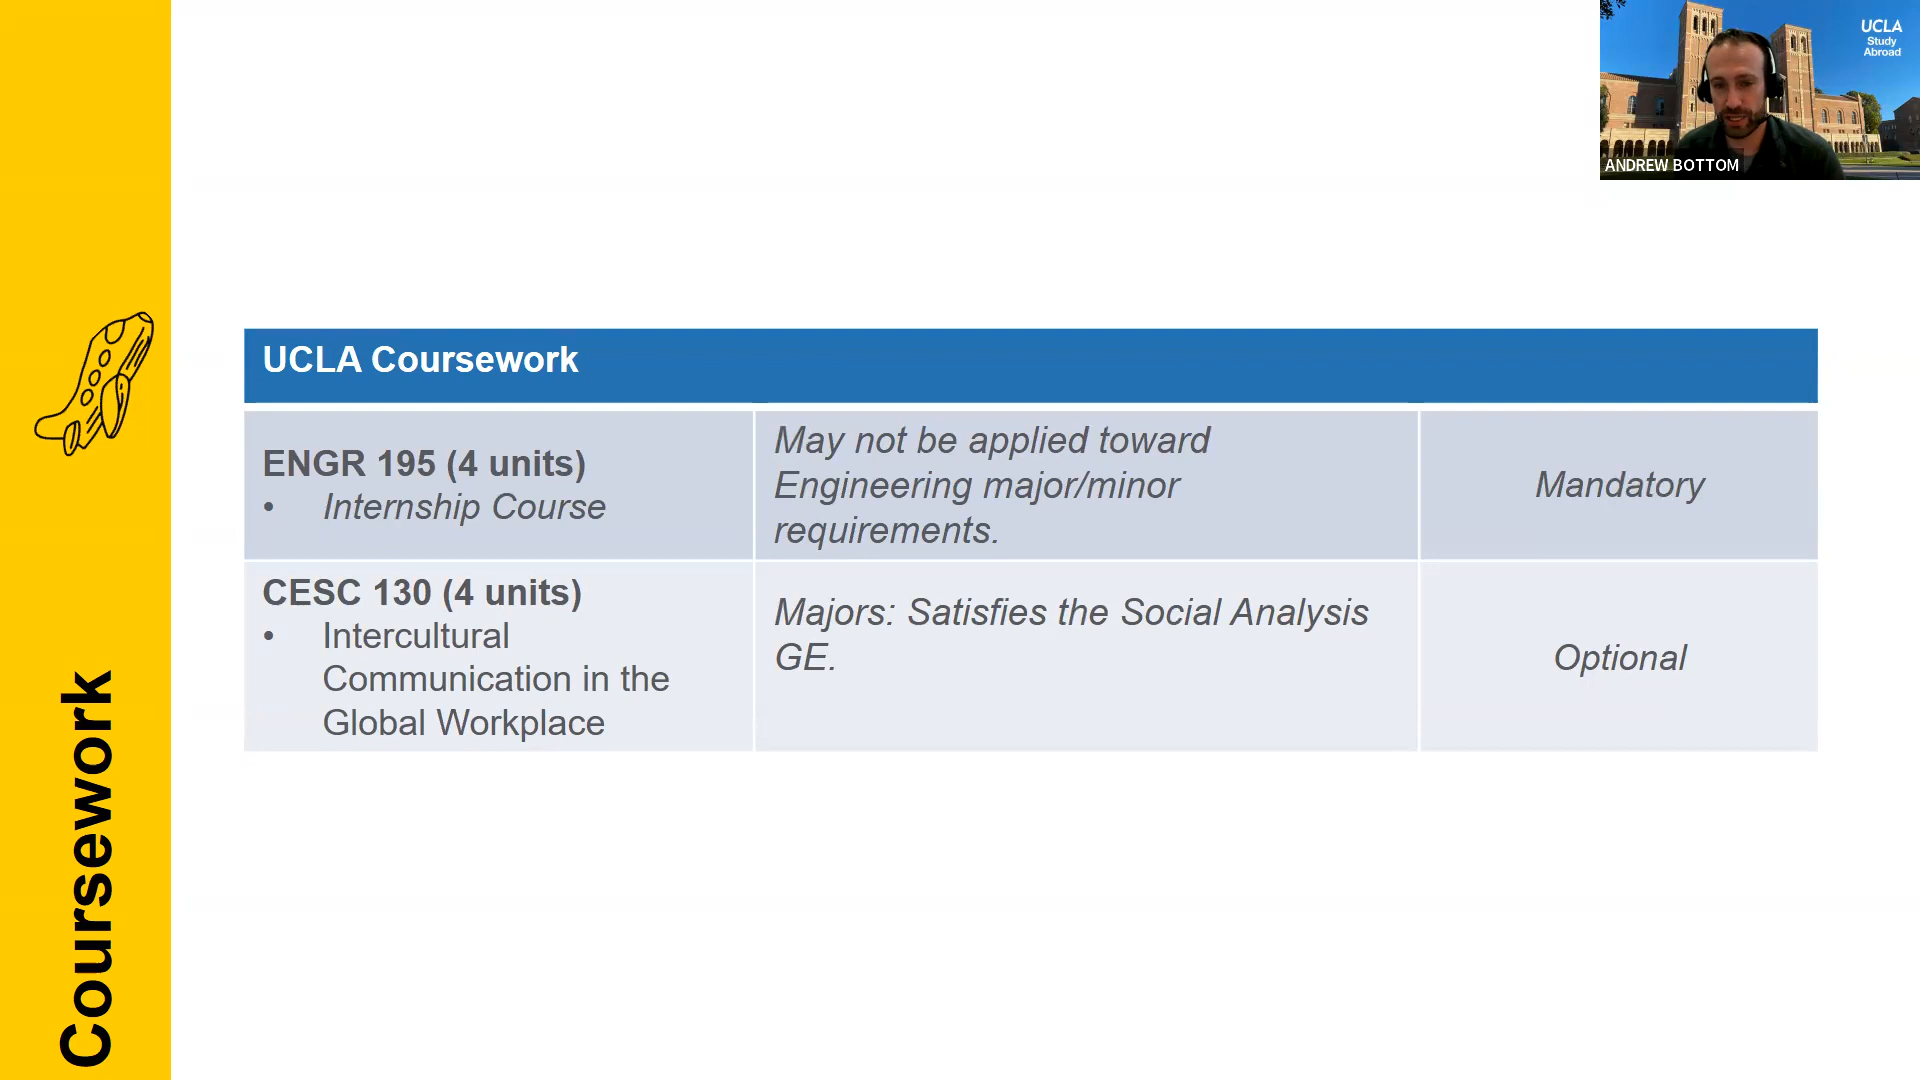 UCLA
Study
Abroad
ANDREW BOTTOM
Coursework
UCLA Coursework
ENGR 195 (4 units)
• Internship Course
May not be applied toward
Engineering major/minor
requirements.
Mandatory
CESC 130 (4 units)
• Intercultural
Communication in the
Global Workplace
Majors: Satisfies the Social Analysis
GE.
Optional